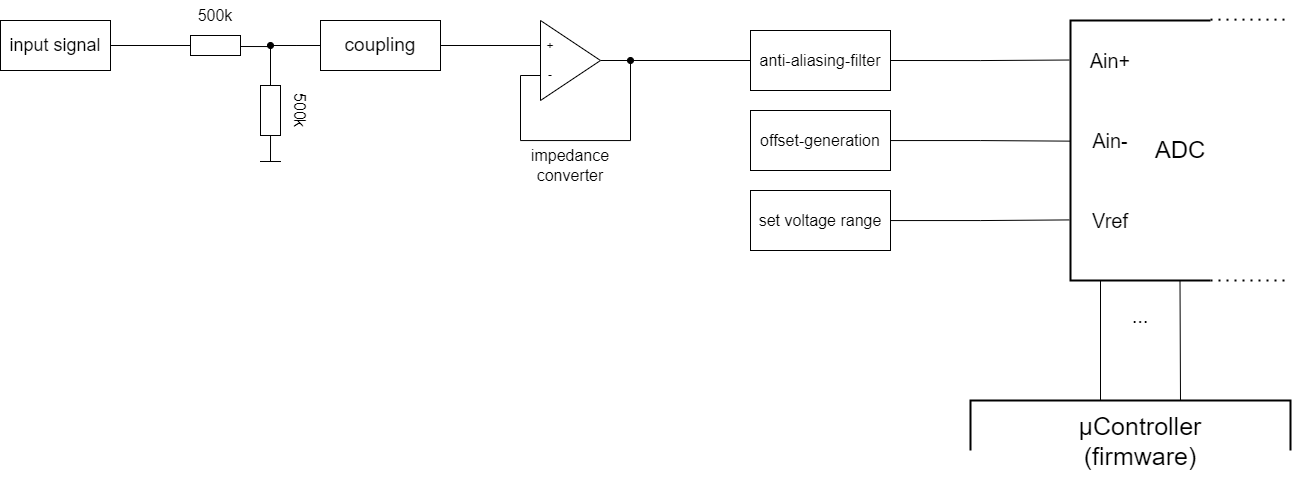 500k
input signal
coupling
+
-
500k
impedance
converter
anti-aliasing-filter
offset-generation
set voltage range
Ain+
Ain-
ADC
Vref
...
µController
(firmware)